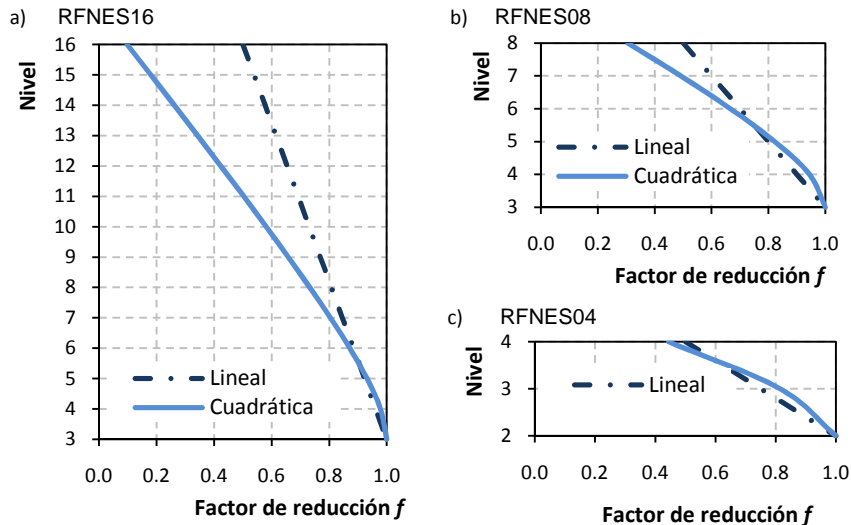 a) RFNES16
Nivel
16
15
14
13
12
11
10
9
8
7
6
5
4
3
Lineal
Cuadrática
0.0 0.2 0.4 0.6 0.8 1.0
Factor de reducción f
b) RFNES08
Nivel
8
7
6
5
4
3
Lineal
Cuadrática
0.0 0.2 0.4 0.6 0.8 1.0
Factor de reducción f
c) RFNES04
Nivel
4
3
2
Lineal
0.0 0.2 0.4 0.6 0.8 1.0
Factor de reducción f